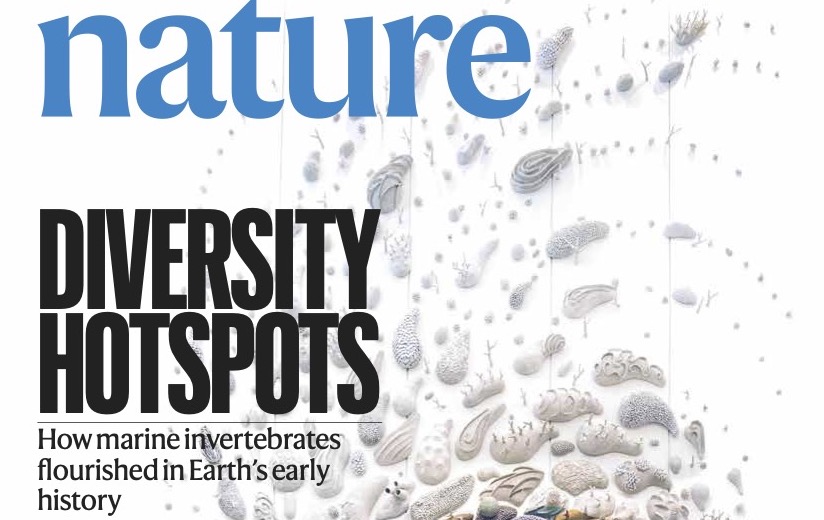 nature
DIVERSITY
HOTSPOTS
How marine invertebrates
flourished in Earth's early
history